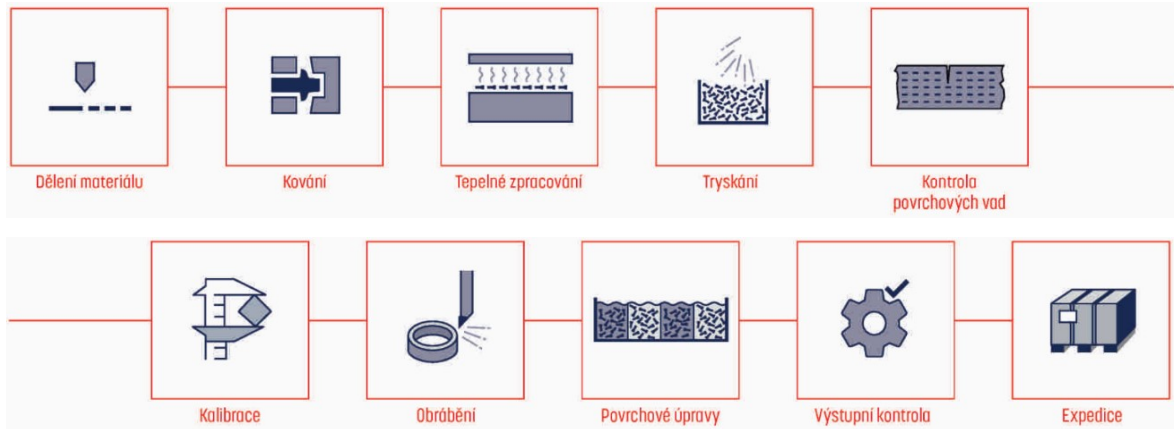 Dělení materiálu
Kování
Tepelné zpracování
Tryskání
Kontrola
povrchových vad
Kalibrace
Obrábění
Povrchové úpravy
Výstupní kontrola
Expedice